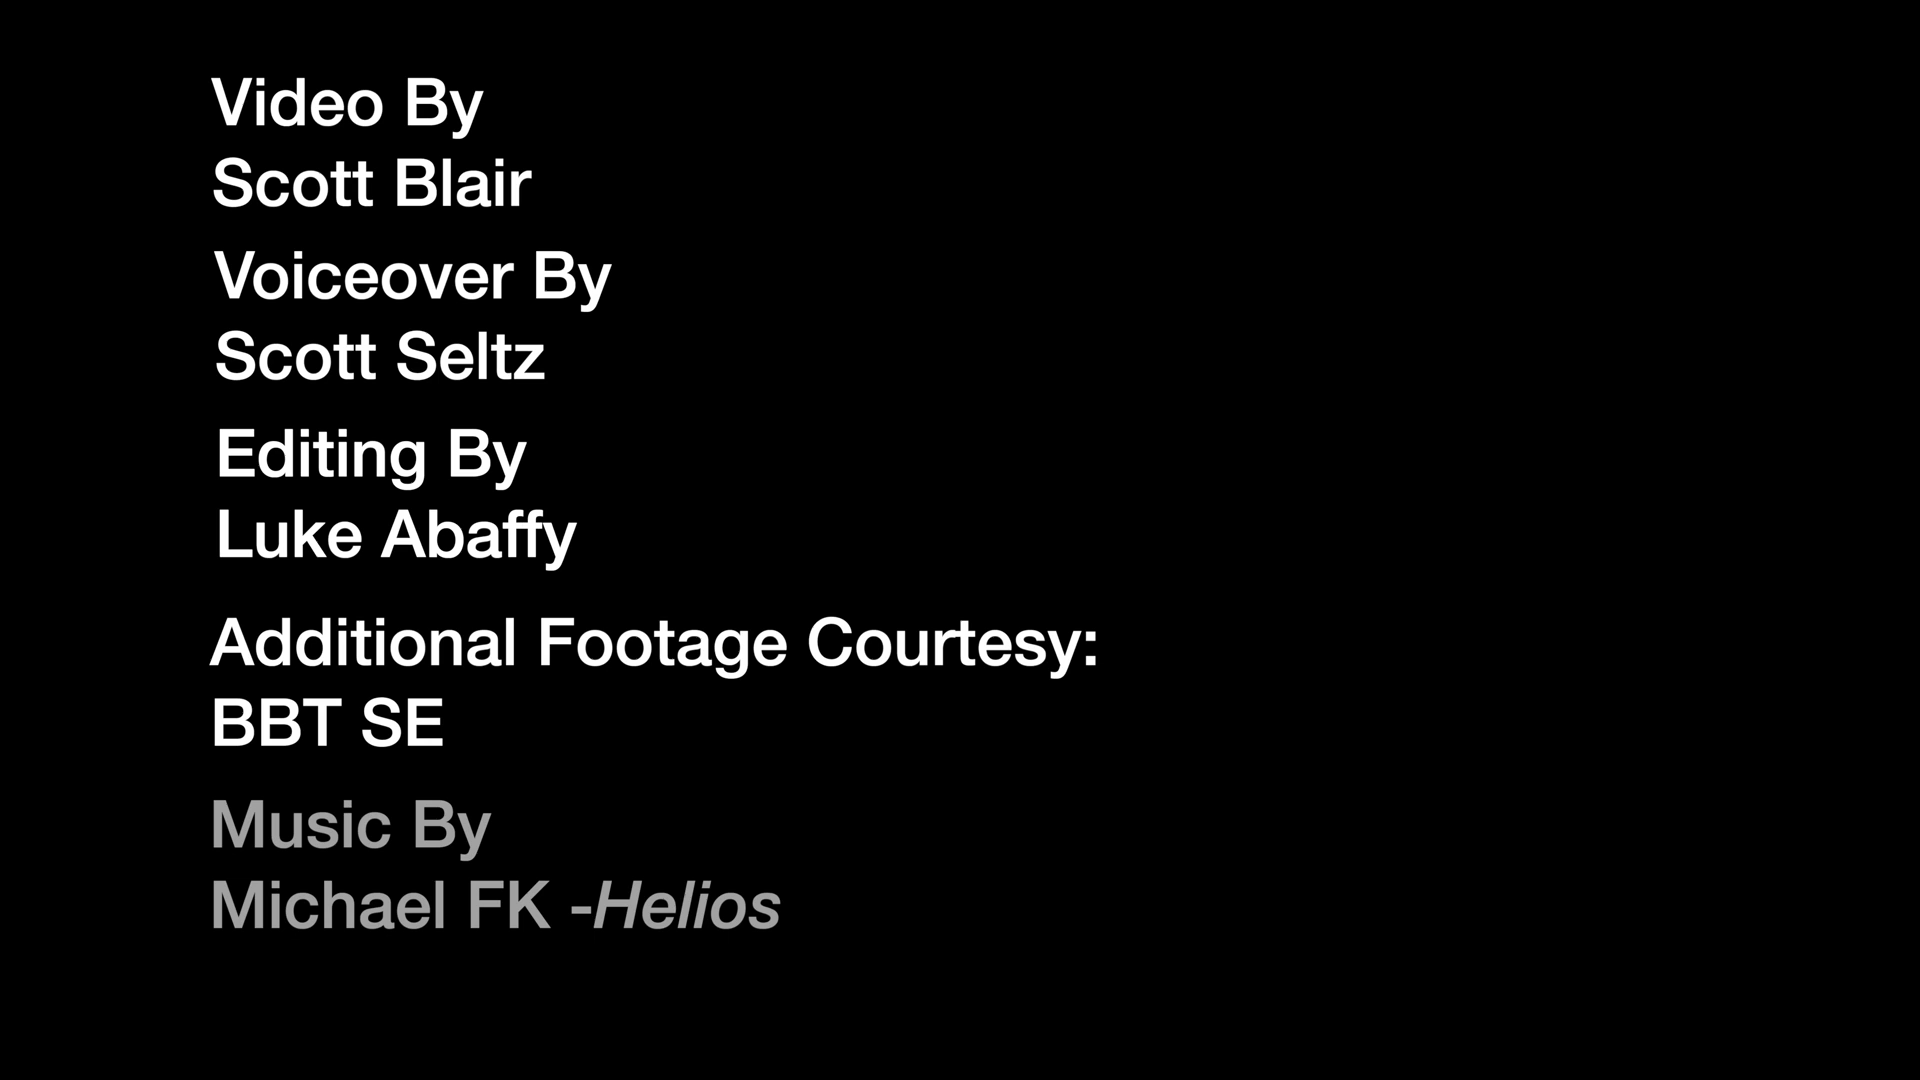 Video By
Scott Blair
Voiceover By
Scott Seltz
Editing By
Luke Abaffy
Additional Footage Courtesy:
BBT SE
Music By
Michael FK -Helios